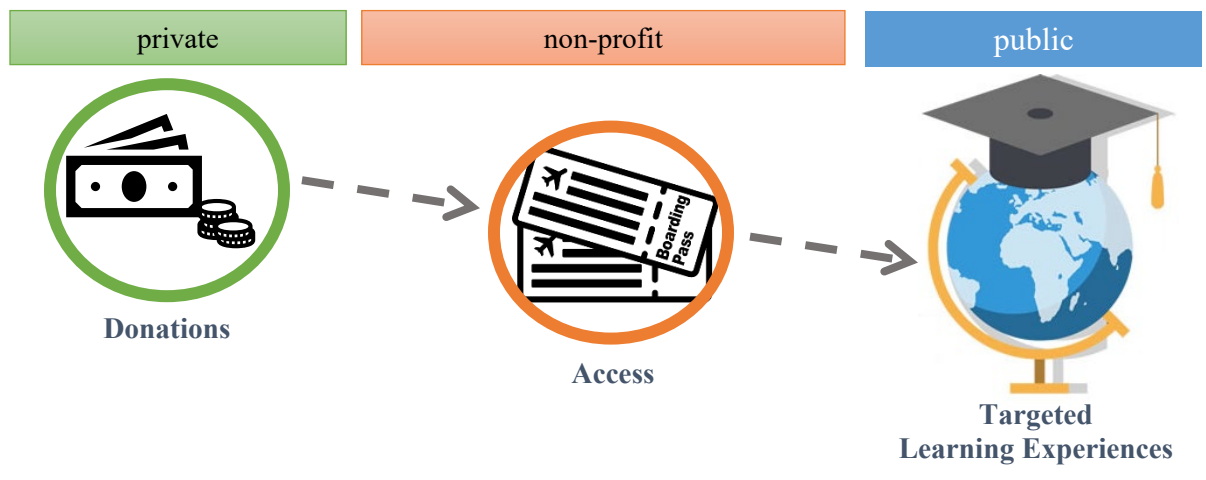 private
non-profit
public
Boarding
Pass
Donations
Access
Targeted
Learning Experiences